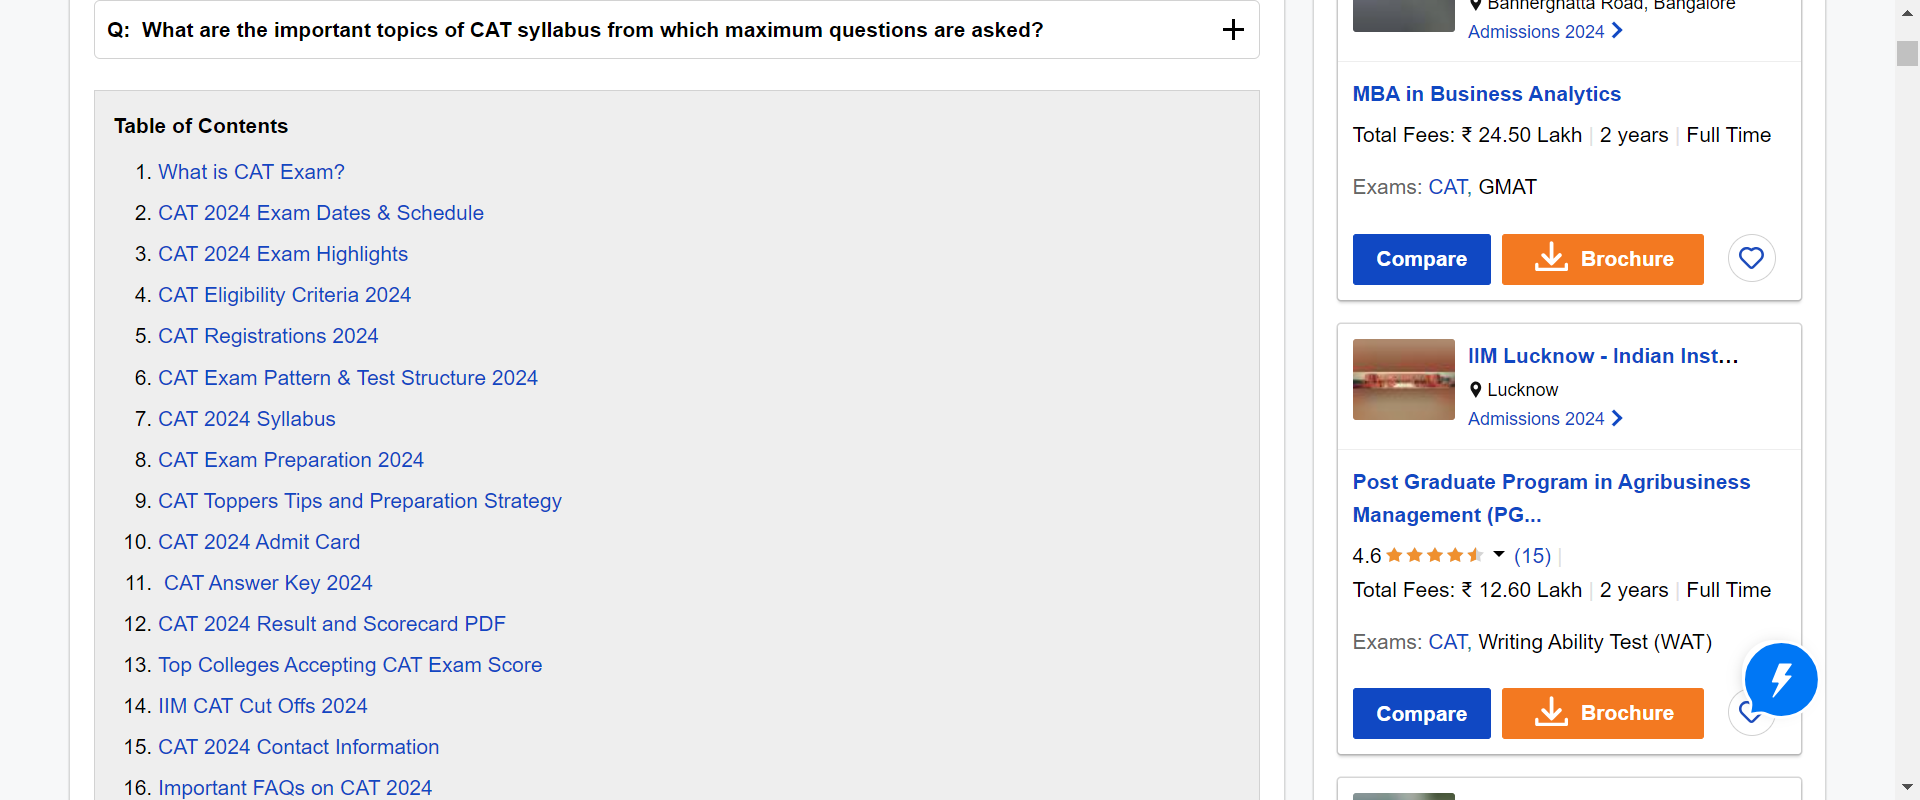 Q: What are the important topics of CAT syllabus from which maximum questions are asked?
Table of Contents
1. What is CAT Exam?
2. CAT 2024 Exam Dates & Schedule
3. CAT 2024 Exam Highlights
4. CAT Eligibility Criteria 2024
5. CAT Registrations 2024
6. CAT Exam Pattern & Test Structure 2024
7. CAT 2024 Syllabus
8. CAT Exam Preparation 2024
9. CAT Toppers Tips and Preparation Strategy
10. CAT 2024 Admit Card
11. CAT Answer Key 2024
12. CAT 2024 Result and Scorecard PDF
13. Top Colleges Accepting CAT Exam Score
14. IIM CAT Cut Offs 2024
15. CAT 2024 Contact Information
16. Important FAQs on CAT 2024
Bannerghatta Road, Bangalore
Admissions 2024
MBA in Business Analytics
Total Fees: ₹ 24.50 Lakh | 2 years | Full Time
Exams: CAT, GMAT
Compare
Brochure
IIM Lucknow - Indian Inst...
Lucknow
Admissions 2024
Post Graduate Program in Agribusiness
Management (PG...
4.6 (15) |
Total Fees: ₹ 12.60 Lakh | 2 years | Full Time
Exams: CAT, Writing Ability Test (WAT)
Compare
Brochure